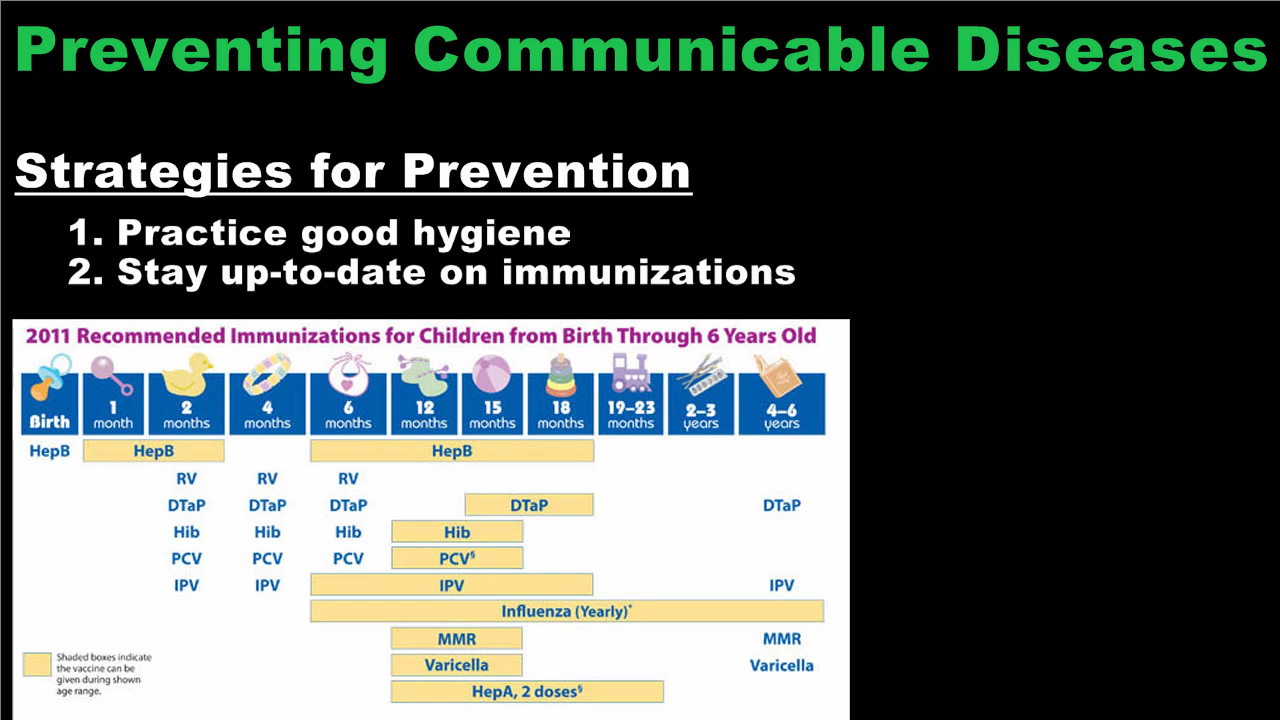 Preventing Communicable Diseases
Strategies for Prevention
1. Practice good hygiene
2. Stay up-to-date on immunizations
2011 Recommended Immunizations for Children from Birth Through 6 Years Old
Birth
1 month
2 months
4 months
6 months
12 months
15 months
18 months
19–23 months
2–3 years
4–6 years
HepB HepB HepB
RV RV RV
DTaP DTaP DTaP DTaP DTaP
Hib Hib Hib Hib
PCV PCV PCV PCV§
IPV IPV IPV IPV
Influenza (Yearly)*
MMR MMR
Varicella Varicella
HepA, 2 doses§
Shaded boxes indicate
the vaccine can be
given during shown
age range.